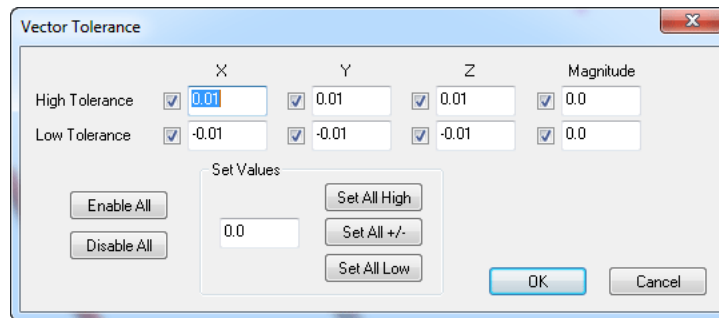 Vector Tolerance
X Y Z Magnitude
High Tolerance 0.01 0.01 0.01 0.0
Low Tolerance -0.01 -0.01 -0.01 0.0
Set Values
Enable All
Disable All
0.0
Set All High
Set All +/-
Set All Low
OK Cancel